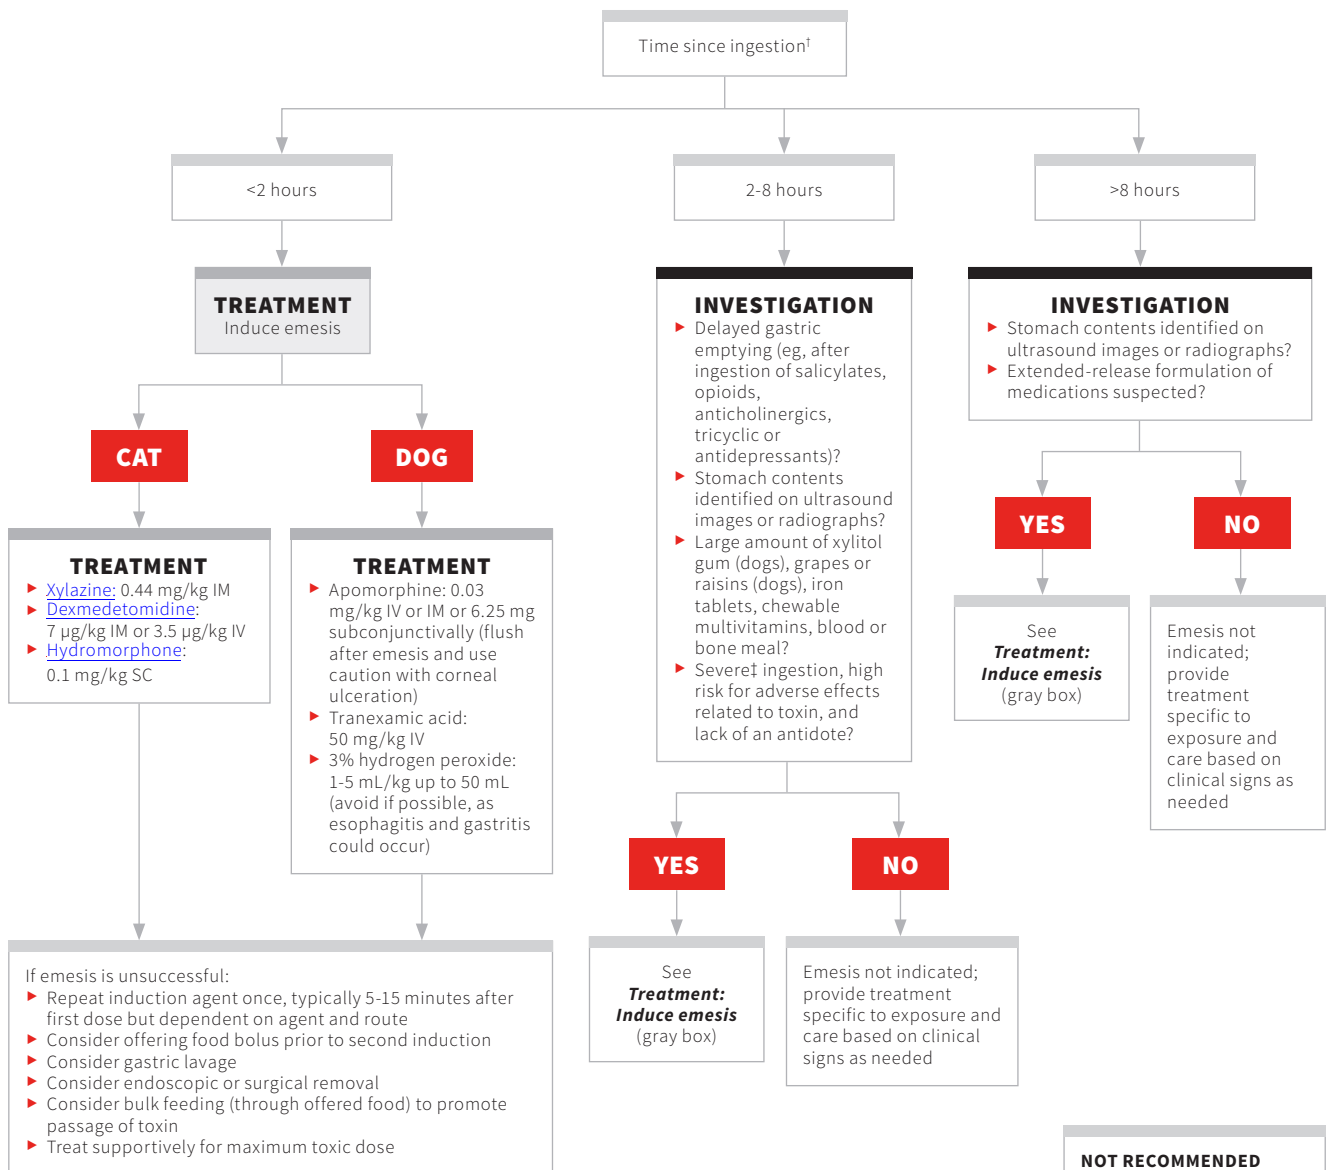 Time since ingestion†
<2 hours
2-8 hours
>8 hours
TREATMENT
Induce emesis
CAT
DOG
TREATMENT
Xylazine: 0.44 mg/kg IM
Dexmedetomidine:
7 µg/kg IM or 3.5 µg/kg IV
Hydromorphone:
0.1 mg/kg SC
TREATMENT
Apomorphine: 0.03
mg/kg IV or IM or 6.25 mg
subconjunctivally (flush
after emesis and use
caution with corneal
ulceration)
Tranexamic acid:
50 mg/kg IV
3% hydrogen peroxide:
1-5 mL/kg up to 50 mL
(avoid if possible, as
esophagitis and gastritis
could occur)
If emesis is unsuccessful:
Repeat induction agent once, typically 5-15 minutes after
first dose but dependent on agent and route
Consider offering food bolus prior to second induction
Consider gastric lavage
Consider endoscopic or surgical removal
Consider bulk feeding (through offered food) to promote
passage of toxin
Treat supportively for maximum toxic dose
INVESTIGATION
Delayed gastric
emptying (eg, after
ingestion of salicylates,
opioids,
anticholinergics,
tricyclic or
antidepressants)?
Stomach contents
identified on ultrasound
images or radiographs?
Large amount of xylitol
gum (dogs), grapes or
raisins (dogs), iron
tablets, chewable
multivitamins, blood or
bone meal?
Severe‡ ingestion, high
risk for adverse effects
related to toxin, and
lack of an antidote?
YES
NO
See
Treatment:
Induce emesis
(gray box)
Emesis not indicated;
provide treatment
specific to exposure and
care based on clinical
signs as needed
INVESTIGATION
Stomach contents identified on
ultrasound images or radiographs?
Extended-release formulation of
medications suspected?
YES
NO
See
Treatment:
Induce emesis
(gray box)
Emesis not
indicated;
provide
treatment
specific to
exposure and
care based on
clinical signs as
needed
NOT RECOMMENDED